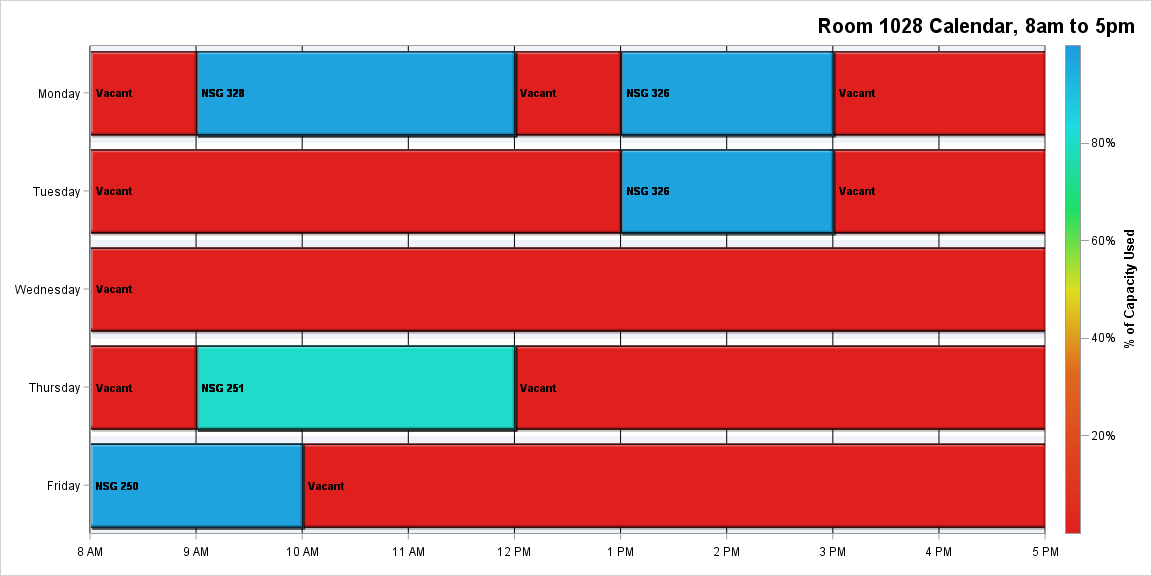 Room 1028 Calendar, 8am to 5pm
Monday
Vacant
NSG 328
Vacant
NSG 326
Vacant
Tuesday
Vacant
NSG 326
Vacant
Wednesday
Vacant
Thursday
Vacant
NSG 251
Vacant
Friday
NSG 250
Vacant
8 AM
9 AM
10 AM
11 AM
12 PM
1 PM
2 PM
3 PM
4 PM
5 PM
80%
60%
40%
20%
% of Capacity Used